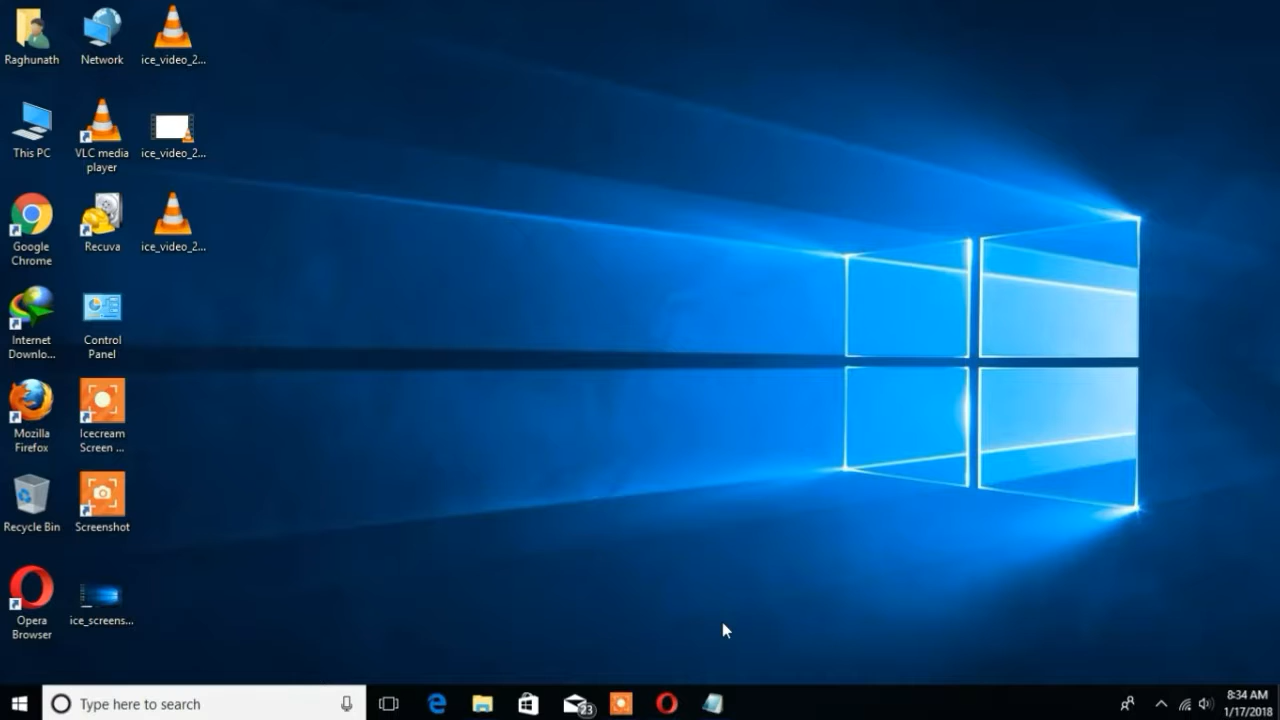 Raghunath
Network
ice_video_2...
This PC
VLC media
player
ice_video_2...
Google
Chrome
Recuva
ice_video_2...
Internet
Downlo...
Control
Panel
Mozilla
Firefox
Icecream
Screen ...
Recycle Bin
Screenshot
Opera
Browser
ice_screens...
Type here to search
23
8:34 AM
1/17/2018